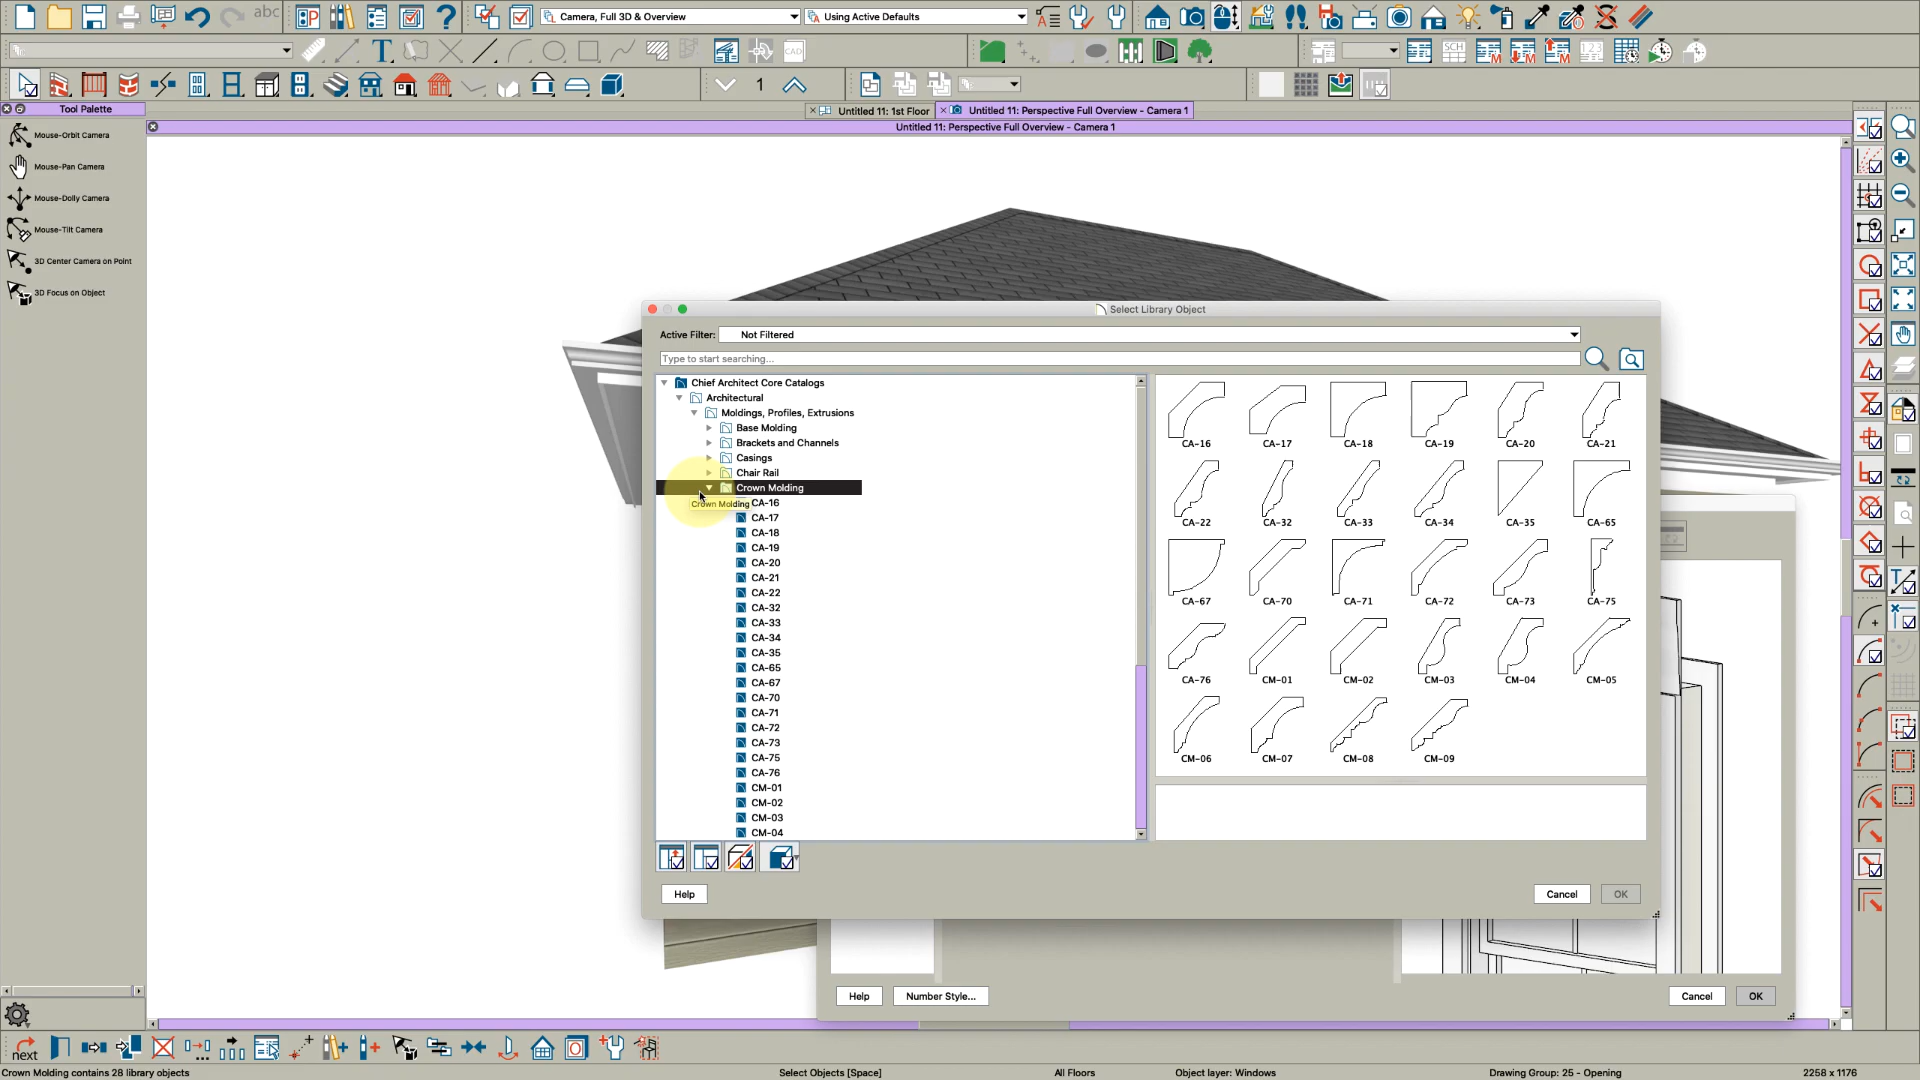 abc
Camera, Full 3D & Overview
Using Active Defaults
CAD
SCH
1
Tool Palette
Untitled 11: 1st Floor
Untitled 11: Perspective Full Overview - Camera 1
Untitled 11: Perspective Full Overview - Camera 1
Mouse-Orbit Camera
Mouse-Pan Camera
Mouse-Dolly Camera
Mouse-Tilt Camera
3D Center Camera on Point
3D Focus on Object
Select Library Object
Active Filter:
Not Filtered
Type to start searching...
Chief Architect Core Catalogs
Architectural
Moldings, Profiles, Extrusions
Base Molding
Brackets and Channels
Casings
Chair Rail
Crown Molding
Crown Molding
CA-16
CA-17
CA-18
CA-19
CA-20
CA-21
CA-22
CA-32
CA-33
CA-34
CA-35
CA-65
CA-67
CA-70
CA-71
CA-72
CA-73
CA-75
CA-76
CM-01
CM-02
CM-03
CM-04
CA-16 CA-17 CA-18 CA-19 CA-20 CA-21
CA-22 CA-32 CA-33 CA-34 CA-35 CA-65
CA-67 CA-70 CA-71 CA-72 CA-73 CA-75
CA-76 CM-01 CM-02 CM-03 CM-04 CM-05
CM-06 CM-07 CM-08 CM-09
Help
Cancel
OK
Help
Number Style...
Cancel
OK
next
Crown Molding contains 28 library objects
Select Objects [Space]
All Floors
Object layer: Windows
Drawing Group: 25 - Opening
2258 x 1176